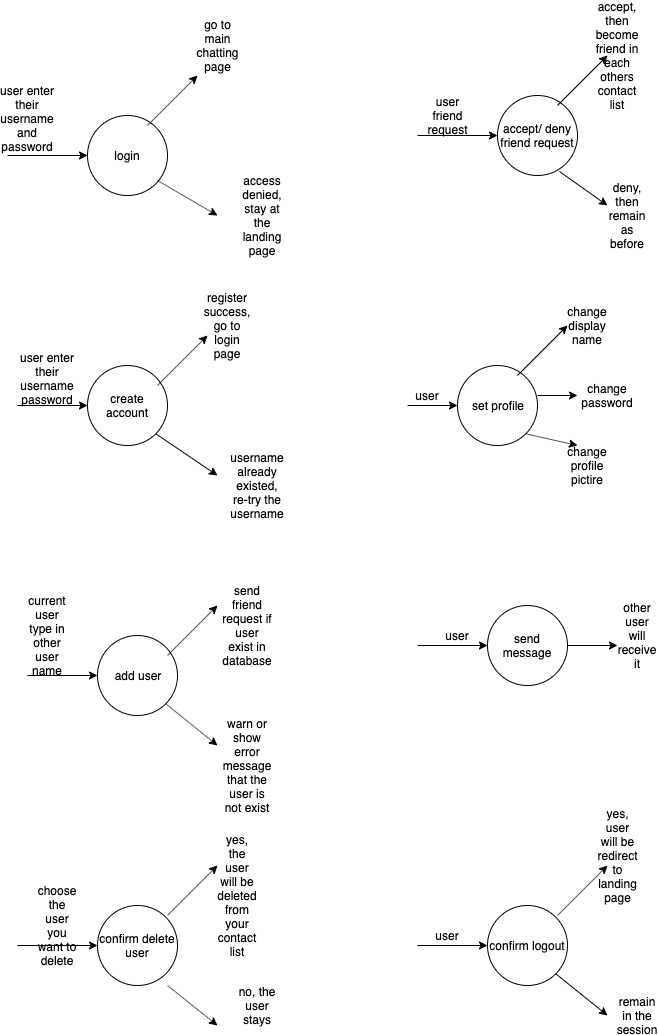 go to
main
chatting
page
user enter
their
username
and
password
login
access
denied,
stay at
the
landing
page
accept,
then
become
friend in
each
others
contact
list
user
friend
request
accept/ deny
friend request
deny,
then
remain
as
before
register
success,
go to
login
page
user enter
their
username
password
create
account
username
already
existed,
re-try the
username
change
display
name
user
set profile
change
password
change
profile
pictire
send
friend
request if
user
exist in
database
current
user
type in
other
user
name
add user
warn or
show
error
message
that the
user is
not exist
user
send
message
other
user
will
receive
it
yes,
the
user
will be
deleted
from
your
contact
list
choose
the
user
you
want to
delete
confirm delete
user
no, the
user
stays
yes,
user
will be
redirect
to
landing
page
user
confirm logout
remain
in the
session